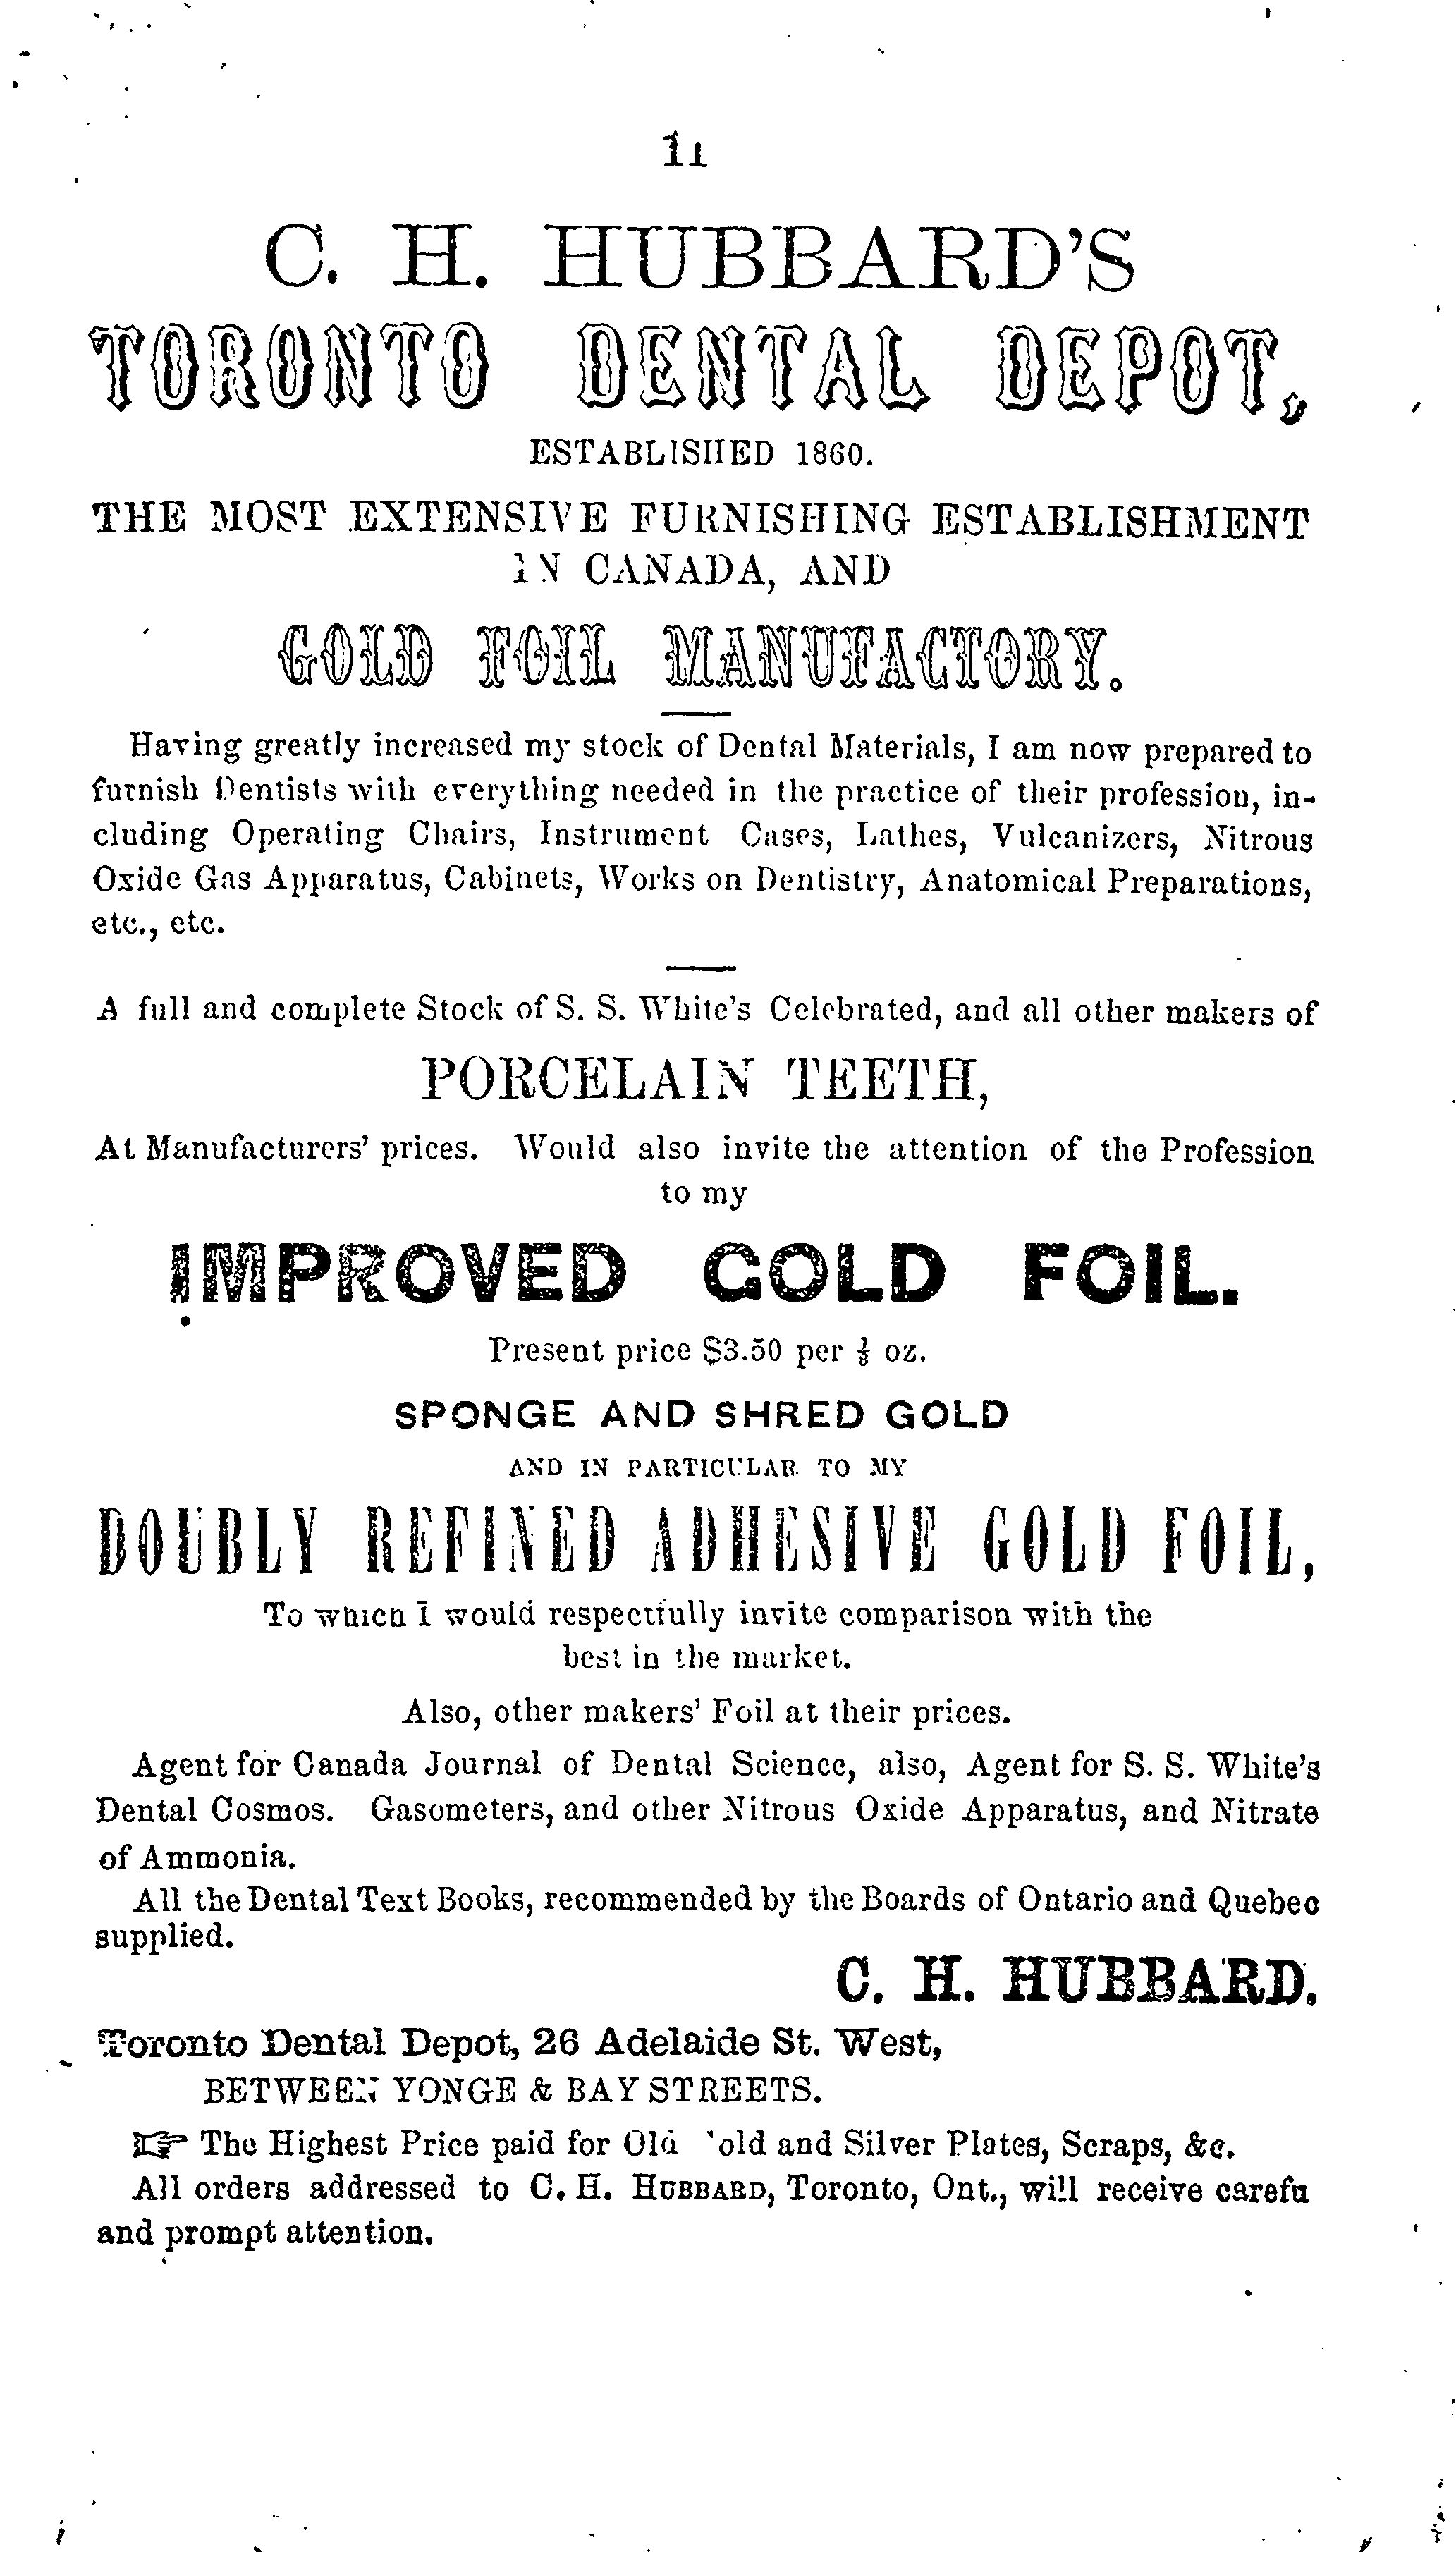 ii
C. H. HUBBARD'S
TORONTO DENTAL DEPOT,
ESTABLISHED 1860.
THE MOST EXTENSIVE FURNISHING ESTABLISHMENT
IN CANADA, AND
GOLD FOIL MANUFACTORY.
Having greatly increased my stock of Dental Materials, I am now prepared to
furnish Dentists with everything needed in the practice of their profession, in-
cluding Operating Chairs, Instrument Cases, Lathes, Vulcanizers, Nitrous
Oxide Gas Apparatus, Cabinets, Works on Dentistry, Anatomical Preparations,
etc., etc.
A full and complete Stock of S. S. White's Celebrated, and all other makers of
PORCELAIN TEETH,
At Manufacturers' prices. Would also invite the attention of the Profession
to my
IMPROVED GOLD FOIL.
Present price $3.50 per ⅛ oz.
SPONGE AND SHRED GOLD
AND IN PARTICULAR TO MY
DOUBLY REFINED ADHESIVE GOLD FOIL,
To which I would respectfully invite comparison with the
best in the market.
Also, other makers' Foil at their prices.
Agent for Canada Journal of Dental Science, also, Agent for S. S. White's
Dental Cosmos. Gasometers, and other Nitrous Oxide Apparatus, and Nitrate
of Ammonia.
All the Dental Text Books, recommended by the Boards of Ontario and Quebec
supplied.
C. H. HUBBARD.
Toronto Dental Depot, 26 Adelaide St. West,
BETWEEN YONGE & BAY STREETS.
☞ The Highest Price paid for Old 'old and Silver Plates, Scraps, &c.
All orders addressed to C. H. HUBBARD, Toronto, Ont., will receive carefu
and prompt attention.